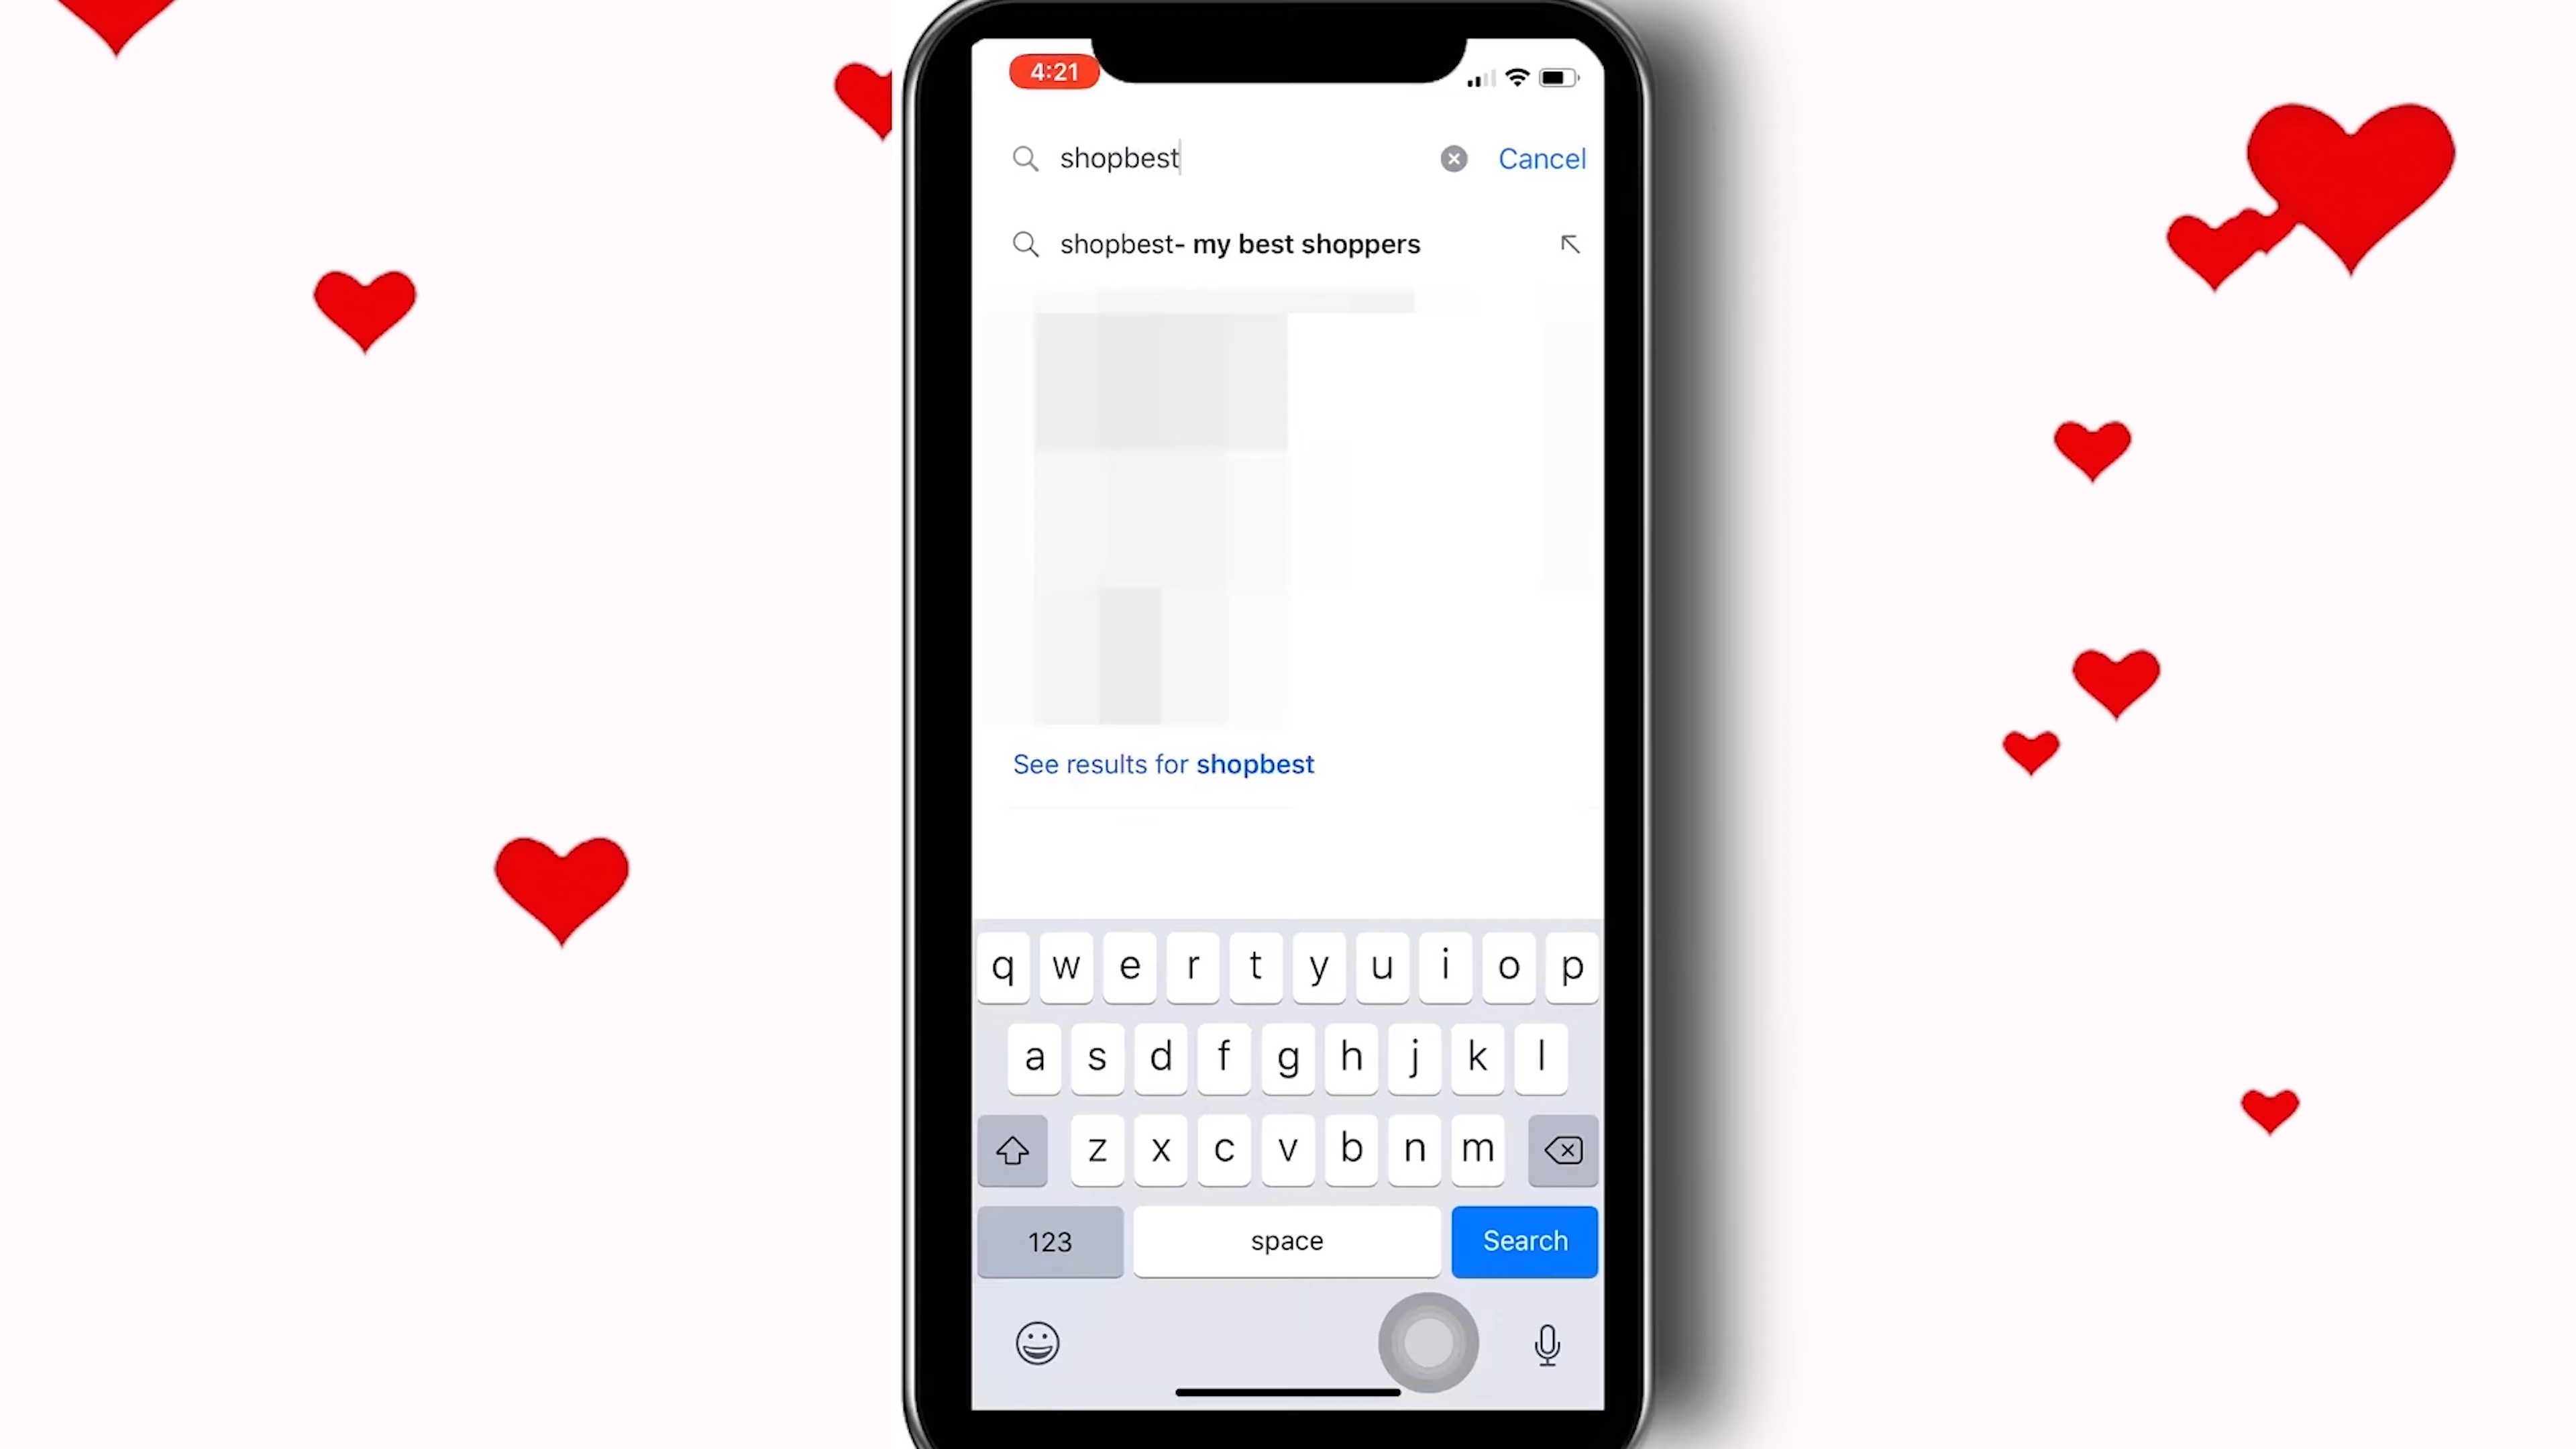 4:21
shopbest
Cancel
shopbest- my best shoppers
See results for shopbest
q w e r t y u i o p
a s d f g h j k l
z x c v b n m
123 space Search